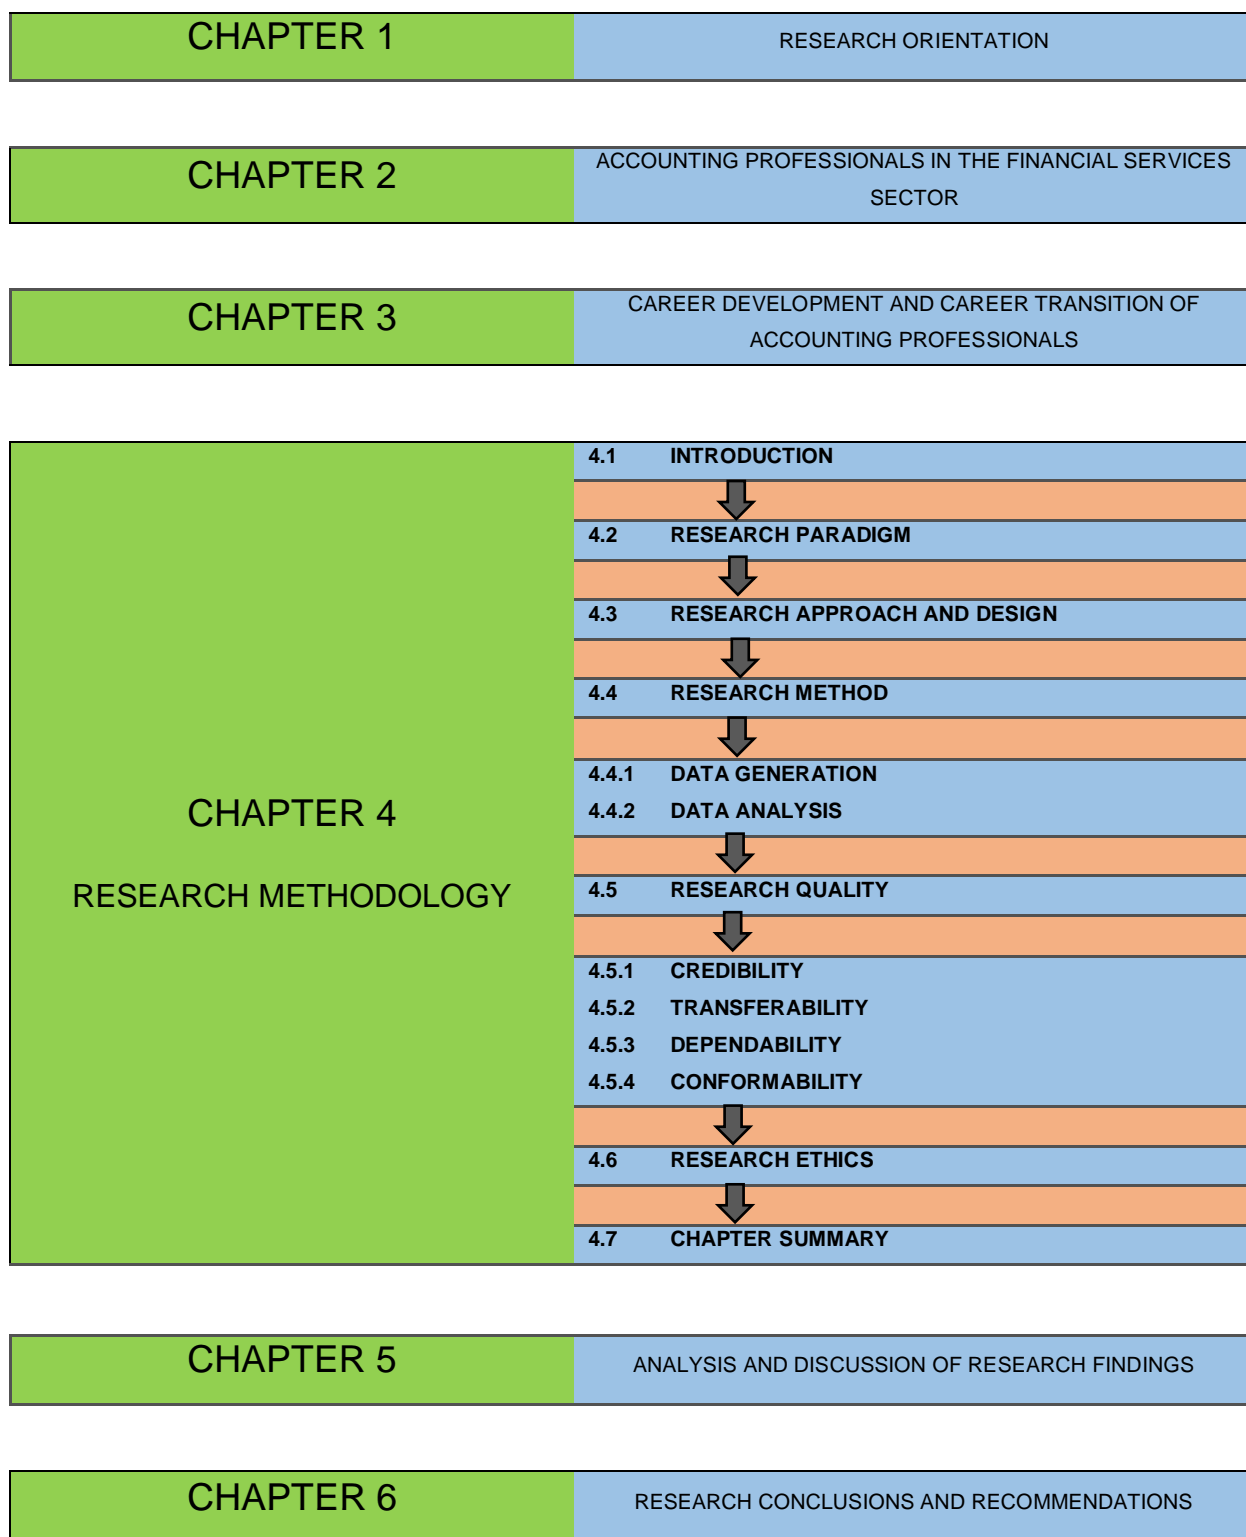 CHAPTER 1
RESEARCH ORIENTATION
CHAPTER 2
ACCOUNTING PROFESSIONALS IN THE FINANCIAL SERVICES
SECTOR
CHAPTER 3
CAREER DEVELOPMENT AND CAREER TRANSITION OF
ACCOUNTING PROFESSIONALS
CHAPTER 4
RESEARCH METHODOLOGY
4.1 INTRODUCTION
4.2 RESEARCH PARADIGM
4.3 RESEARCH APPROACH AND DESIGN
4.4 RESEARCH METHOD
4.4.1 DATA GENERATION
4.4.2 DATA ANALYSIS
4.5 RESEARCH QUALITY
4.5.1 CREDIBILITY
4.5.2 TRANSFERABILITY
4.5.3 DEPENDABILITY
4.5.4 CONFORMABILITY
4.6 RESEARCH ETHICS
4.7 CHAPTER SUMMARY
CHAPTER 5
ANALYSIS AND DISCUSSION OF RESEARCH FINDINGS
CHAPTER 6
RESEARCH CONCLUSIONS AND RECOMMENDATIONS